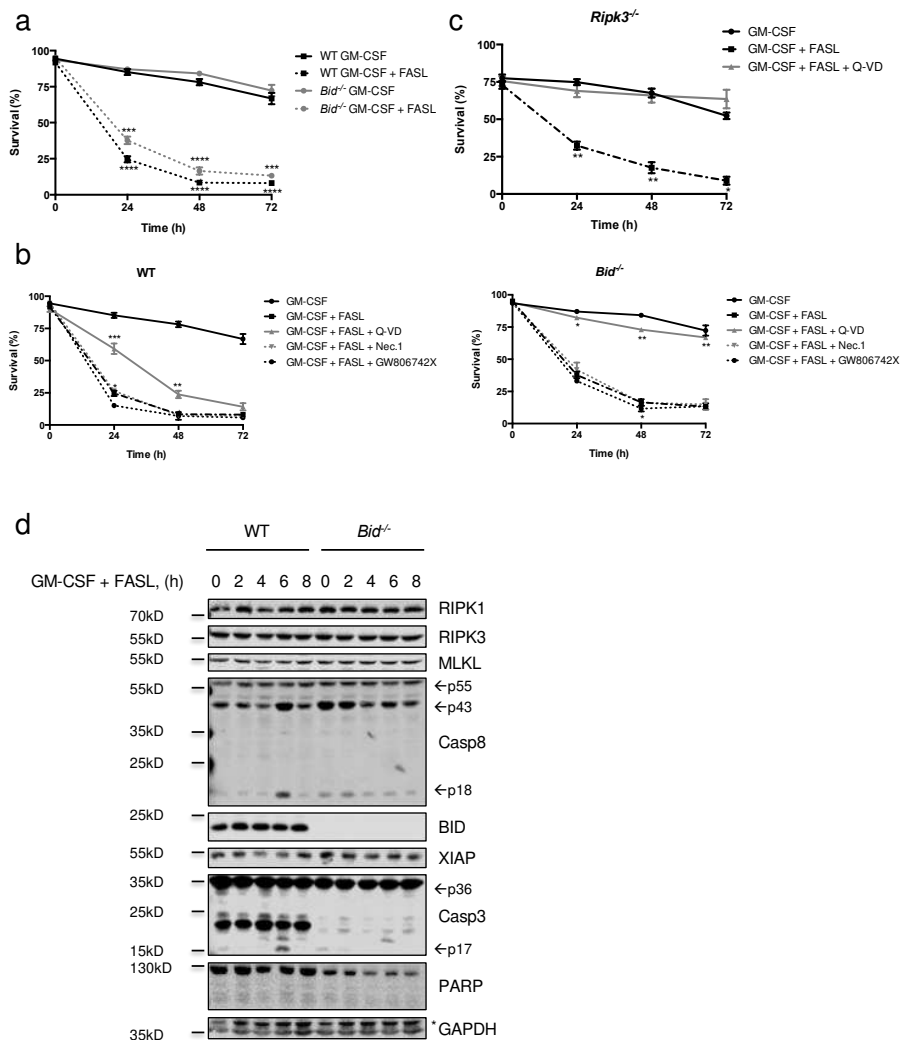 a
Survival (%)
100
75
50
25
0
0 24 48 72
Time (h)
*** **** ***
**** **** ****
WT GM-CSF
WT GM-CSF + FASL
Bid-/- GM-CSF
Bid-/- GM-CSF + FASL
c
Ripk3-/-
Survival (%)
100
75
50
25
0
0 24 48 72
Time (h)
** ** *
GM-CSF
GM-CSF + FASL
GM-CSF + FASL + Q-VD
b
WT
Survival (%)
100
75
50
25
0
0 24 48 72
Time (h)
*** **
*
GM-CSF
GM-CSF + FASL
GM-CSF + FASL + Q-VD
GM-CSF + FASL + Nec.1
GM-CSF + FASL + GW806742X
Bid-/-
Survival (%)
100
75
50
25
0
0 24 48 72
Time (h)
* ** **
*
GM-CSF
GM-CSF + FASL
GM-CSF + FASL + Q-VD
GM-CSF + FASL + Nec.1
GM-CSF + FASL + GW806742X
d
WT Bid-/-
GM-CSF + FASL, (h) 0 2 4 6 8 0 2 4 6 8
70kD RIPK1
55kD RIPK3
55kD MLKL
55kD ←p55
←p43
35kD Casp8
25kD
←p18
25kD BID
55kD XIAP
35kD ←p36
25kD Casp3
15kD ←p17
130kD PARP
35kD *GAPDH